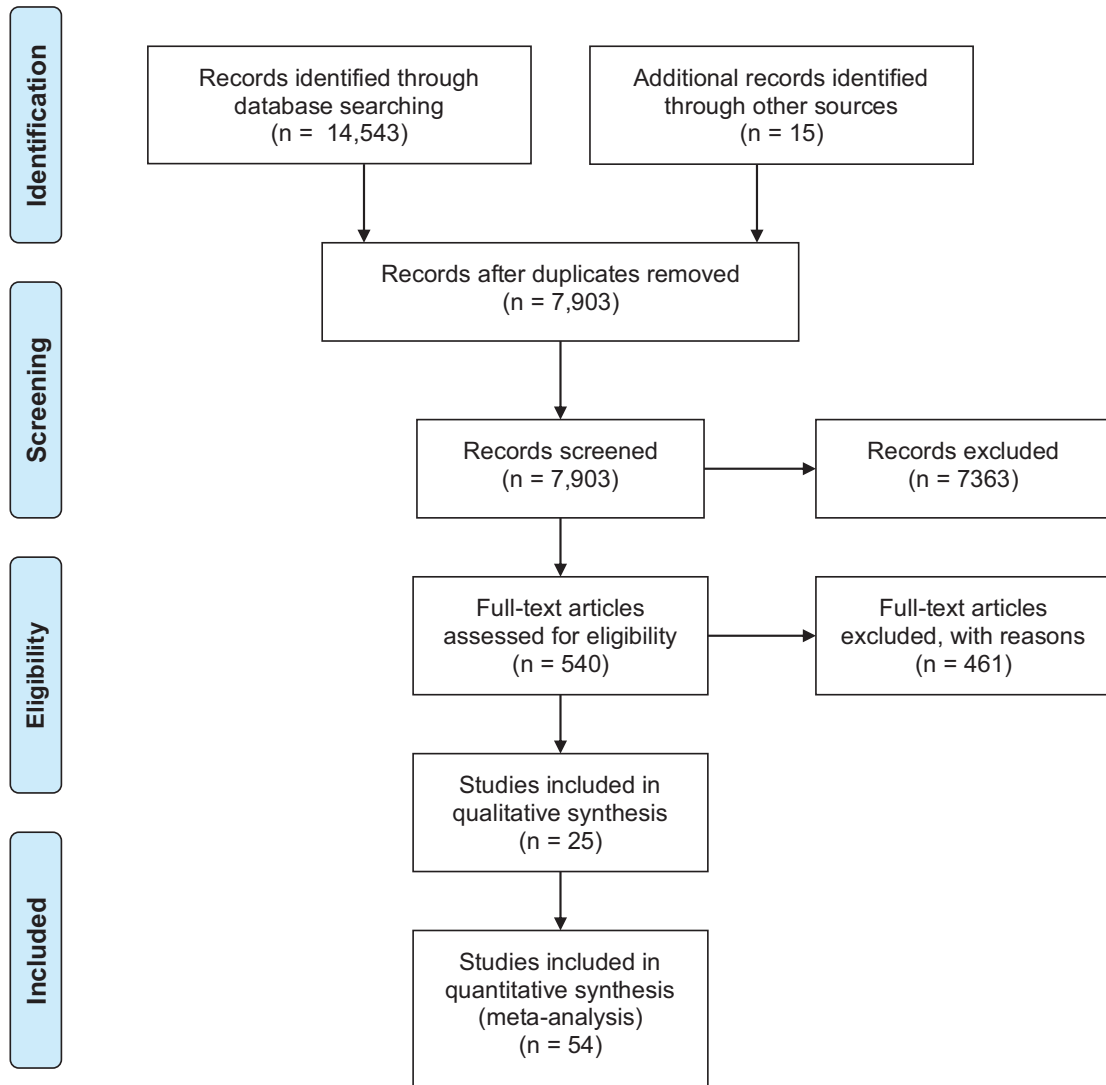 Identification
Records identified through
database searching
(n =  14,543)
Additional records identified
through other sources
(n = 15)
Screening
Records after duplicates removed
(n = 7,903)
Records screened
(n = 7,903)
Records excluded
(n = 7363)
Eligibility
Full-text articles
assessed for eligibility
(n = 540)
Full-text articles
excluded, with reasons
(n = 461)
Studies included in
qualitative synthesis
(n = 25)
Included
Studies included in
quantitative synthesis
(meta-analysis)
(n = 54)